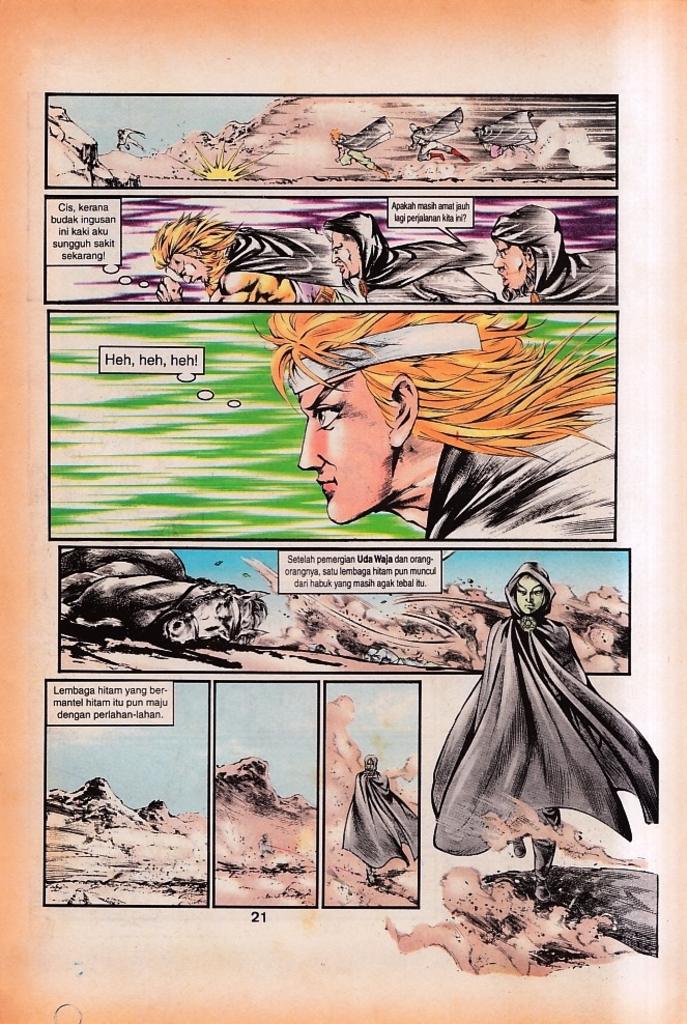 Cis, kerana
budak ingusan
ini kaki aku
sungguh sakit
sekarang!
Apakah masih amat jauh
lagi perjalanan kita ini?
Heh, heh, heh!
Setelah pemergian Uda Waja dan orang-
orangnya, satu lembaga hitam pun muncul
dari habuk yang masih agak tebal itu.
Lembaga hitam yang ber-
mantel hitam itu pun maju
dengan perlahan-lahan.
21